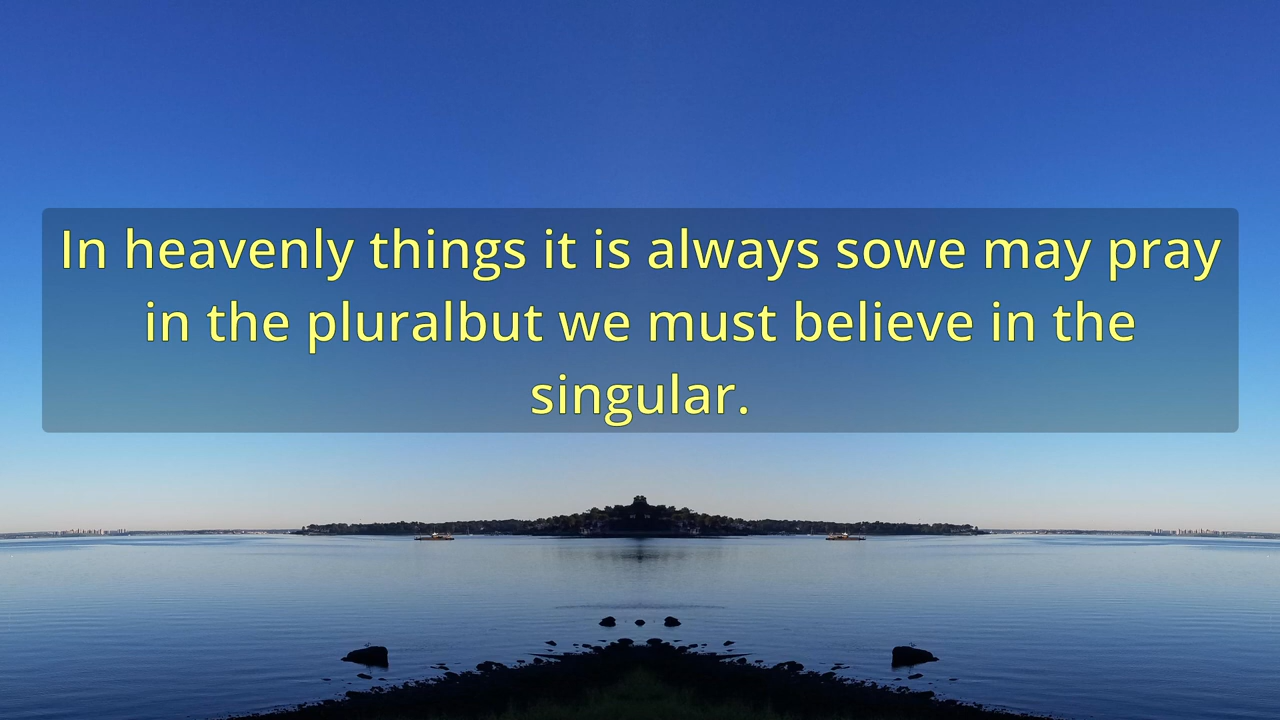 In heavenly things it is always sowe may pray
in the pluralbut we must believe in the
singular.